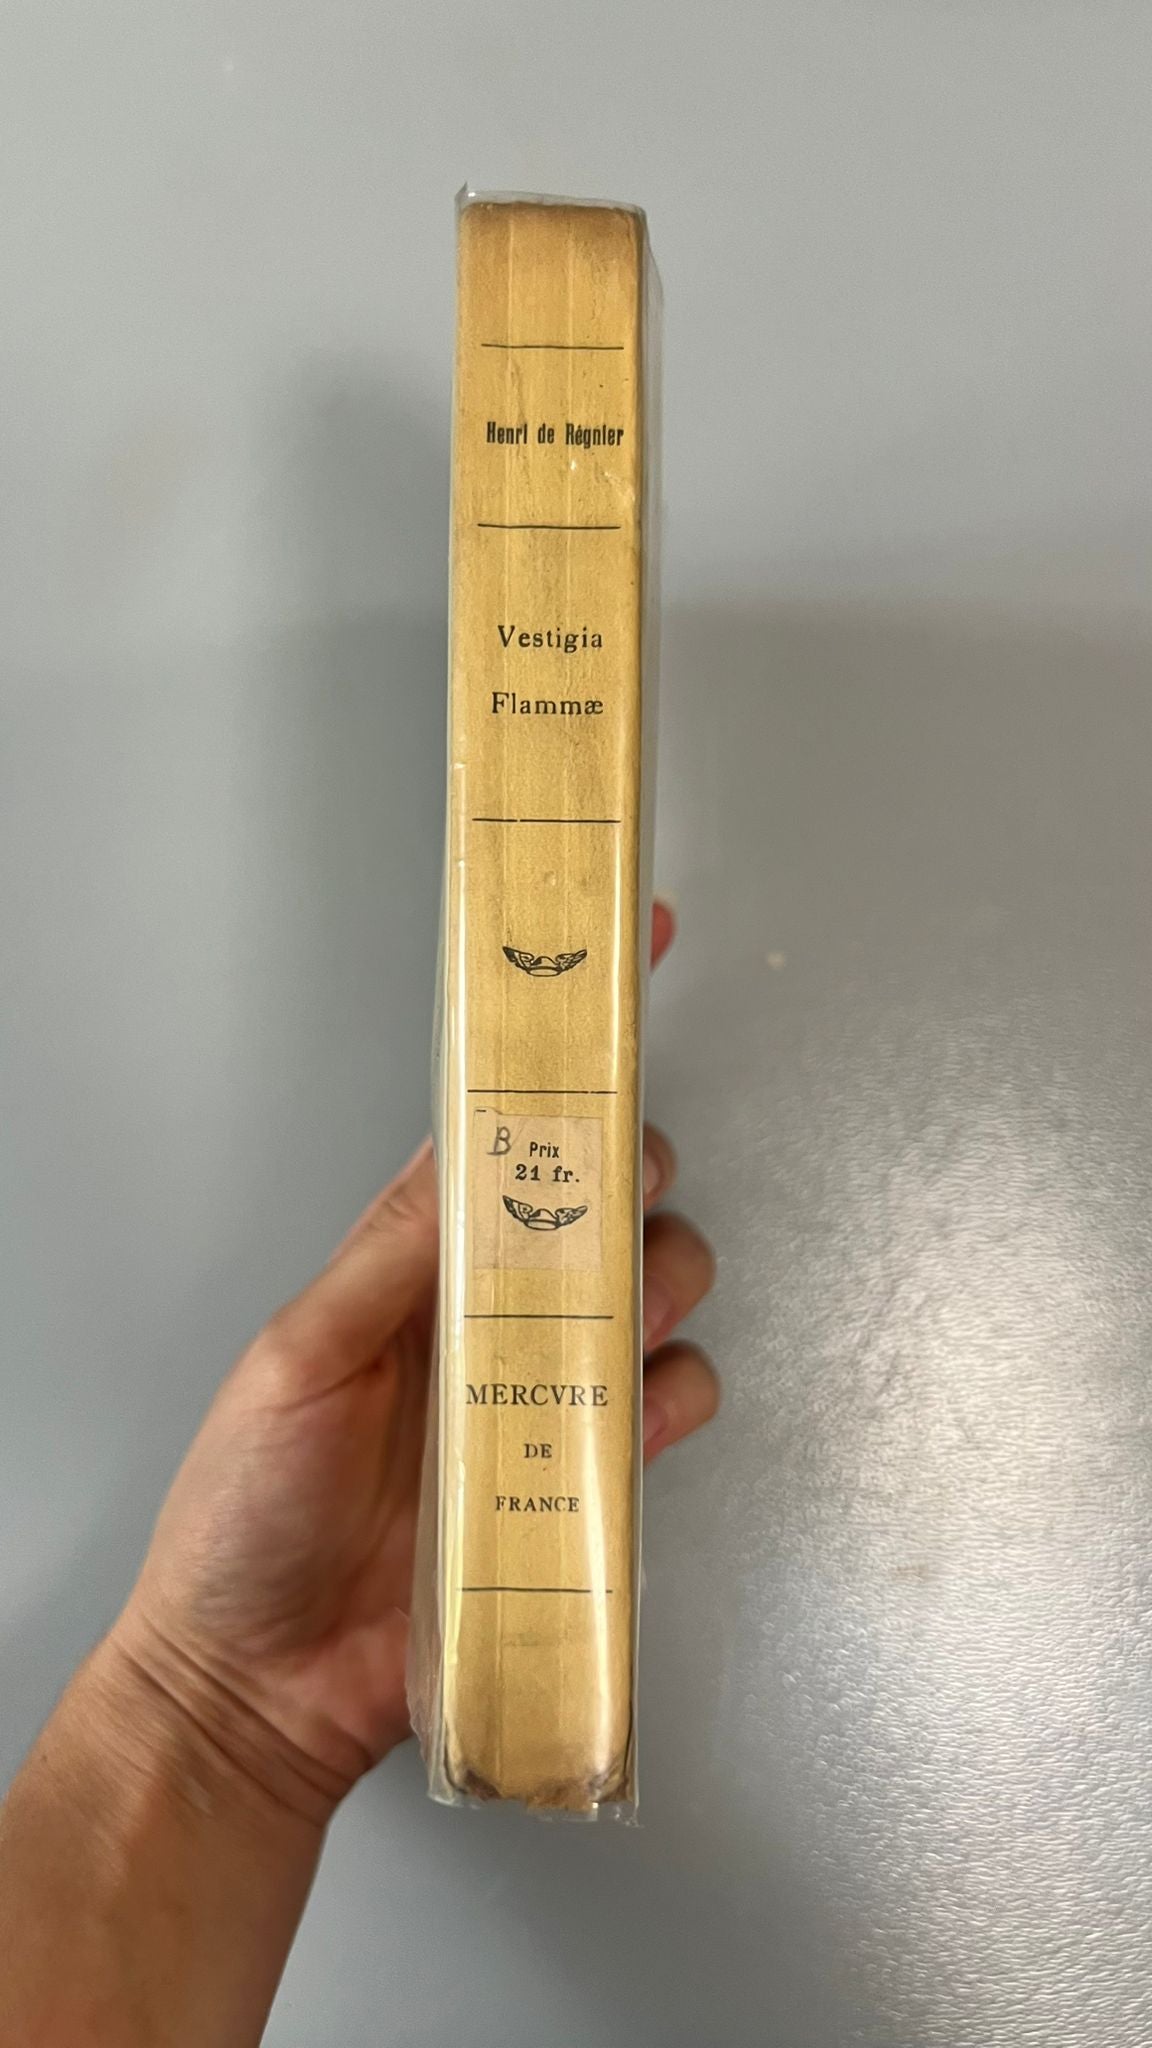 Henri de Régnier
Vestigia
Flammæ
B
Prix
21 fr.
MERCVRE
DE
FRANCE